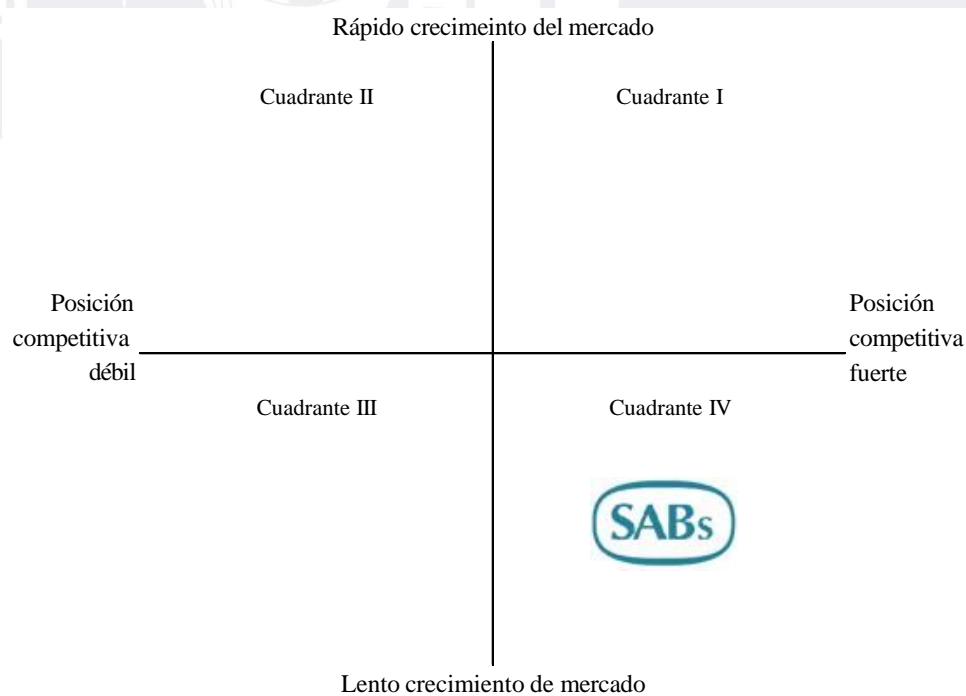 Rápido crecimeinto del mercado
Cuadrante II
Cuadrante I
Posición
competitiva
débil
Posición
competitiva
fuerte
Cuadrante III
Cuadrante IV
SABs
Lento crecimiento de mercado